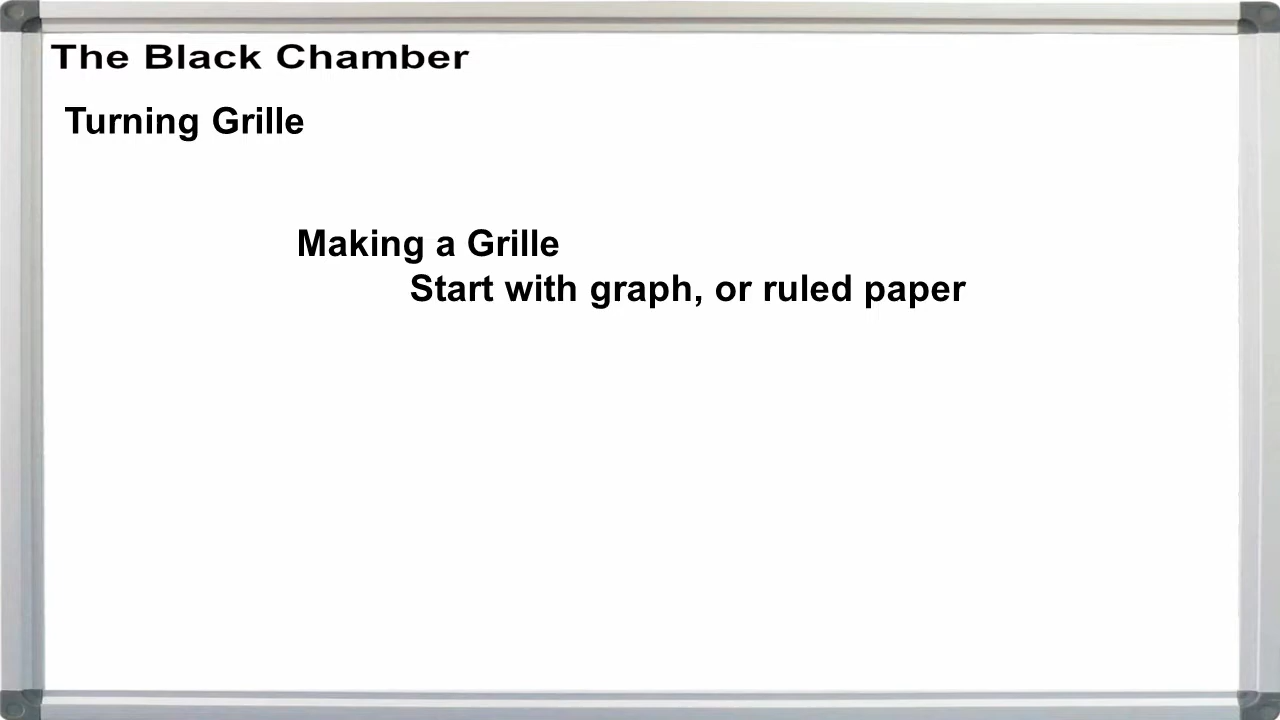 The Black Chamber
Turning Grille
Making a Grille
Start with graph, or ruled paper